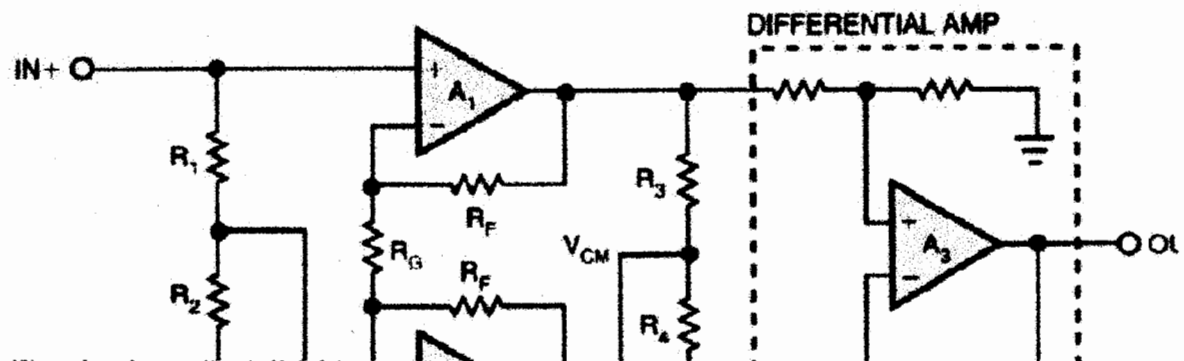 DIFFERENTIAL AMP
IN+
+
A1
−
R1
RF
R3
VCM
RG
RF
R2
R4
+
A3
−